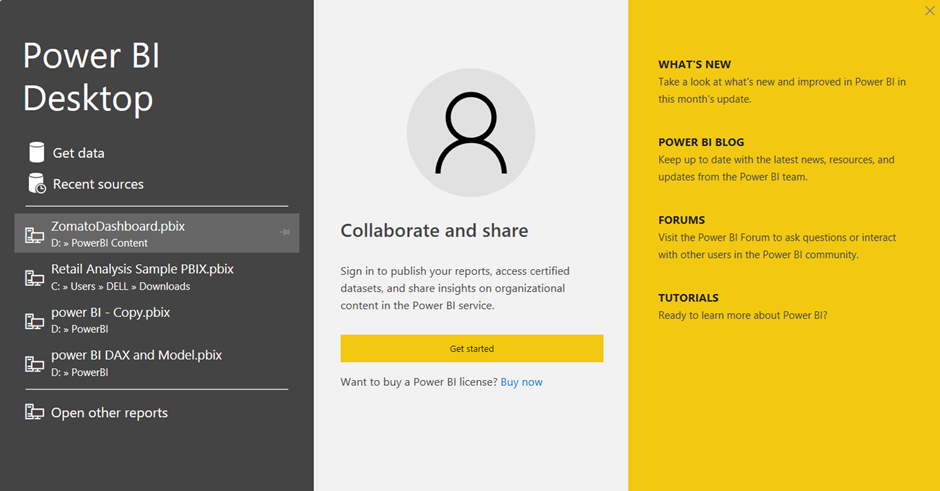 Power BI
Desktop
Get data
Recent sources
ZomatoDashboard.pbix
D: » PowerBI Content
Retail Analysis Sample PBIX.pbix
C: » Users » DELL » Downloads
power BI - Copy.pbix
D: » PowerBI
power BI DAX and Model.pbix
D: » PowerBI
Open other reports
Collaborate and share
Sign in to publish your reports, access certified
datasets, and share insights on organizational
content in the Power BI service.
Get started
Want to buy a Power BI license? Buy now
WHAT'S NEW
Take a look at what's new and improved in Power BI in
this month's update.
POWER BI BLOG
Keep up to date with the latest news, resources, and
updates from the Power BI team.
FORUMS
Visit the Power BI Forum to ask questions or interact
with other users in the Power BI community.
TUTORIALS
Ready to learn more about Power BI?